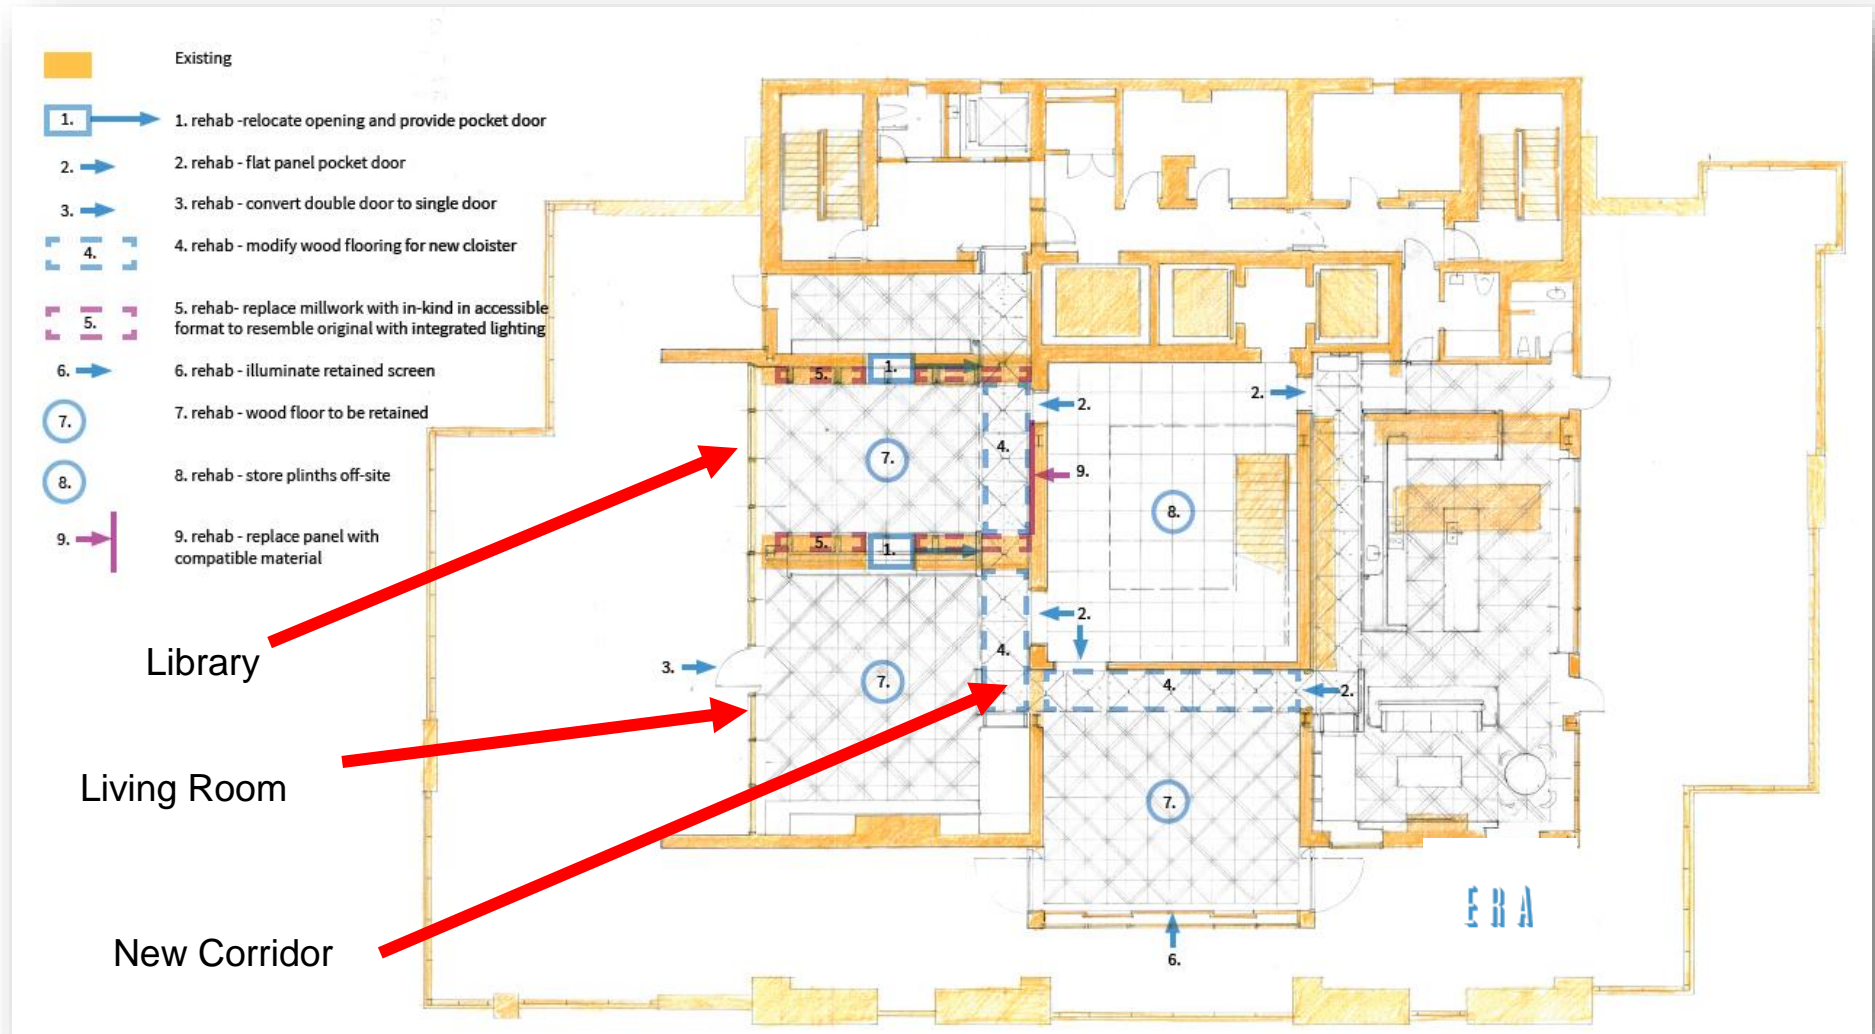 Existing
1.
1. rehab -relocate opening and provide pocket door
2.
2. rehab - flat panel pocket door
3.
3. rehab - convert double door to single door
4.
4. rehab - modify wood flooring for new cloister
5.
5. rehab- replace millwork with in-kind in accessible
format to resemble original with integrated lighting
6.
6. rehab - illuminate retained screen
7.
7. rehab - wood floor to be retained
8.
8. rehab - store plinths off-site
9.
9. rehab - replace panel with
compatible material
Library
Living Room
New Corridor
5.
1.
2.
2.
7.
4.
9.
8.
5.
1.
2.
4.
3.
7.
4.
2.
7.
6.
ERA